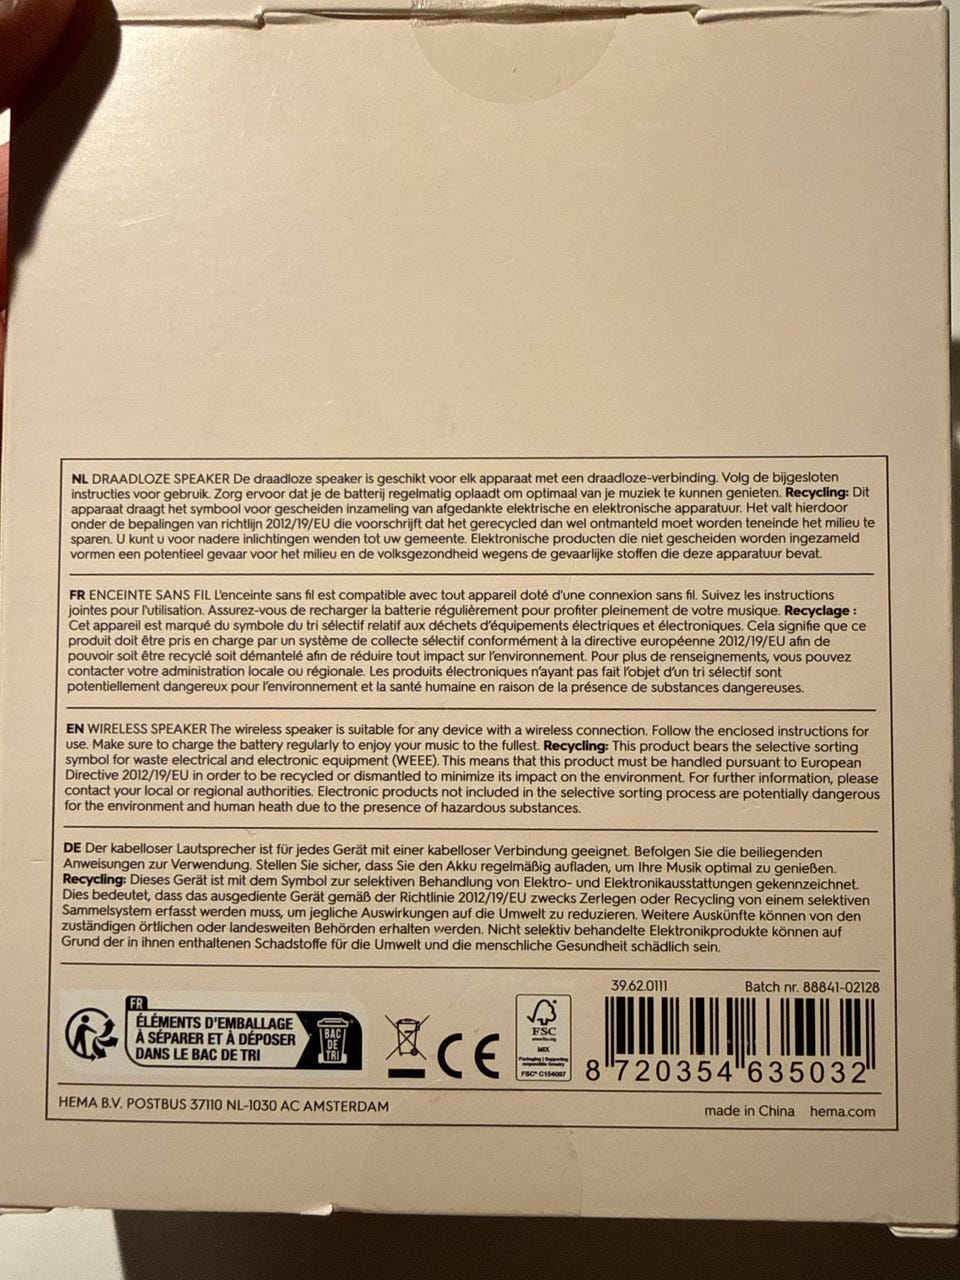 NL DRAADLOZE SPEAKER De draadloze speaker is geschikt voor elk apparaat met een draadloze-verbinding. Volg de bijgesloten
instructies voor gebruik. Zorg ervoor dat je de batterij regelmatig oplaadt om optimaal van je muziek te kunnen genieten. Recycling: Dit
apparaat draagt het symbool voor gescheiden inzameling van afgedankte elektrische en elektronische apparatuur. Het valt hierdoor
onder de bepalingen van richtlijn 2012/19/EU die voorschrijft dat het gerecycled dan wel ontmanteld moet worden teneinde het milieu te
sparen. U kunt u voor nadere inlichtingen wenden tot uw gemeente. Elektronische producten die niet gescheiden worden ingezameld
vormen een potentieel gevaar voor het milieu en de volksgezondheid wegens de gevaarlijke stoffen die deze apparatuur bevat.
FR ENCEINTE SANS FIL L'enceinte sans fil est compatible avec tout appareil doté d'une connexion sans fil. Suivez les instructions
jointes pour l'utilisation. Assurez-vous de recharger la batterie régulièrement pour profiter pleinement de votre musique. Recyclage :
Cet appareil est marqué du symbole du tri sélectif relatif aux déchets d'équipements électriques et électroniques. Cela signifie que ce
produit doit être pris en charge par un système de collecte sélectif conformément à la directive européenne 2012/19/EU afin de
pouvoir soit être recyclé soit démantelé afin de réduire tout impact sur l'environnement. Pour plus de renseignements, vous pouvez
contacter votre administration locale ou régionale. Les produits électroniques n'ayant pas fait l'objet d'un tri sélectif sont
potentiellement dangereux pour l'environnement et la santé humaine en raison de la présence de substances dangereuses.
EN WIRELESS SPEAKER The wireless speaker is suitable for any device with a wireless connection. Follow the enclosed instructions for
use. Make sure to charge the battery regularly to enjoy your music to the fullest. Recycling: This product bears the selective sorting
symbol for waste electrical and electronic equipment (WEEE). This means that this product must be handled pursuant to European
Directive 2012/19/EU in order to be recycled or dismantled to minimize its impact on the environment. For further information, please
contact your local or regional authorities. Electronic products not included in the selective sorting process are potentially dangerous
for the environment and human heath due to the presence of hazardous substances.
DE Der kabelloser Lautsprecher ist für jedes Gerät mit einer kabelloser Verbindung geeignet. Befolgen Sie die beiliegenden
Anweisungen zur Verwendung. Stellen Sie sicher, dass Sie den Akku regelmäßig aufladen, um Ihre Musik optimal zu genießen.
Recycling: Dieses Gerät ist mit dem Symbol zur selektiven Behandlung von Elektro- und Elektronikausstattungen gekennzeichnet.
Dies bedeutet, dass das ausgediente Gerät gemäß der Richtlinie 2012/19/EU zwecks Zerlegen oder Recycling von einem selektiven
Sammelsystem erfasst werden muss, um jegliche Auswirkungen auf die Umwelt zu reduzieren. Weitere Auskünfte können von den
zuständigen örtlichen oder landesweiten Behörden erhalten werden. Nicht selektiv behandelte Elektronikprodukte können auf
Grund der in ihnen enthaltenen Schadstoffe für die Umwelt und die menschliche Gesundheit schädlich sein.
39.62.0111 Batch nr. 88841-02128
FR
ÉLÉMENTS D'EMBALLAGE
À SÉPARER ET À DÉPOSER
DANS LE BAC DE TRI
BAC
DE
TRI
CE
FSC
www.fsc.org
MIX
Packaging | Supporting
responsible forestry
FSC® C154067
8 720354 635032
HEMA B.V. POSTBUS 37110 NL-1030 AC AMSTERDAM
made in China hema.com